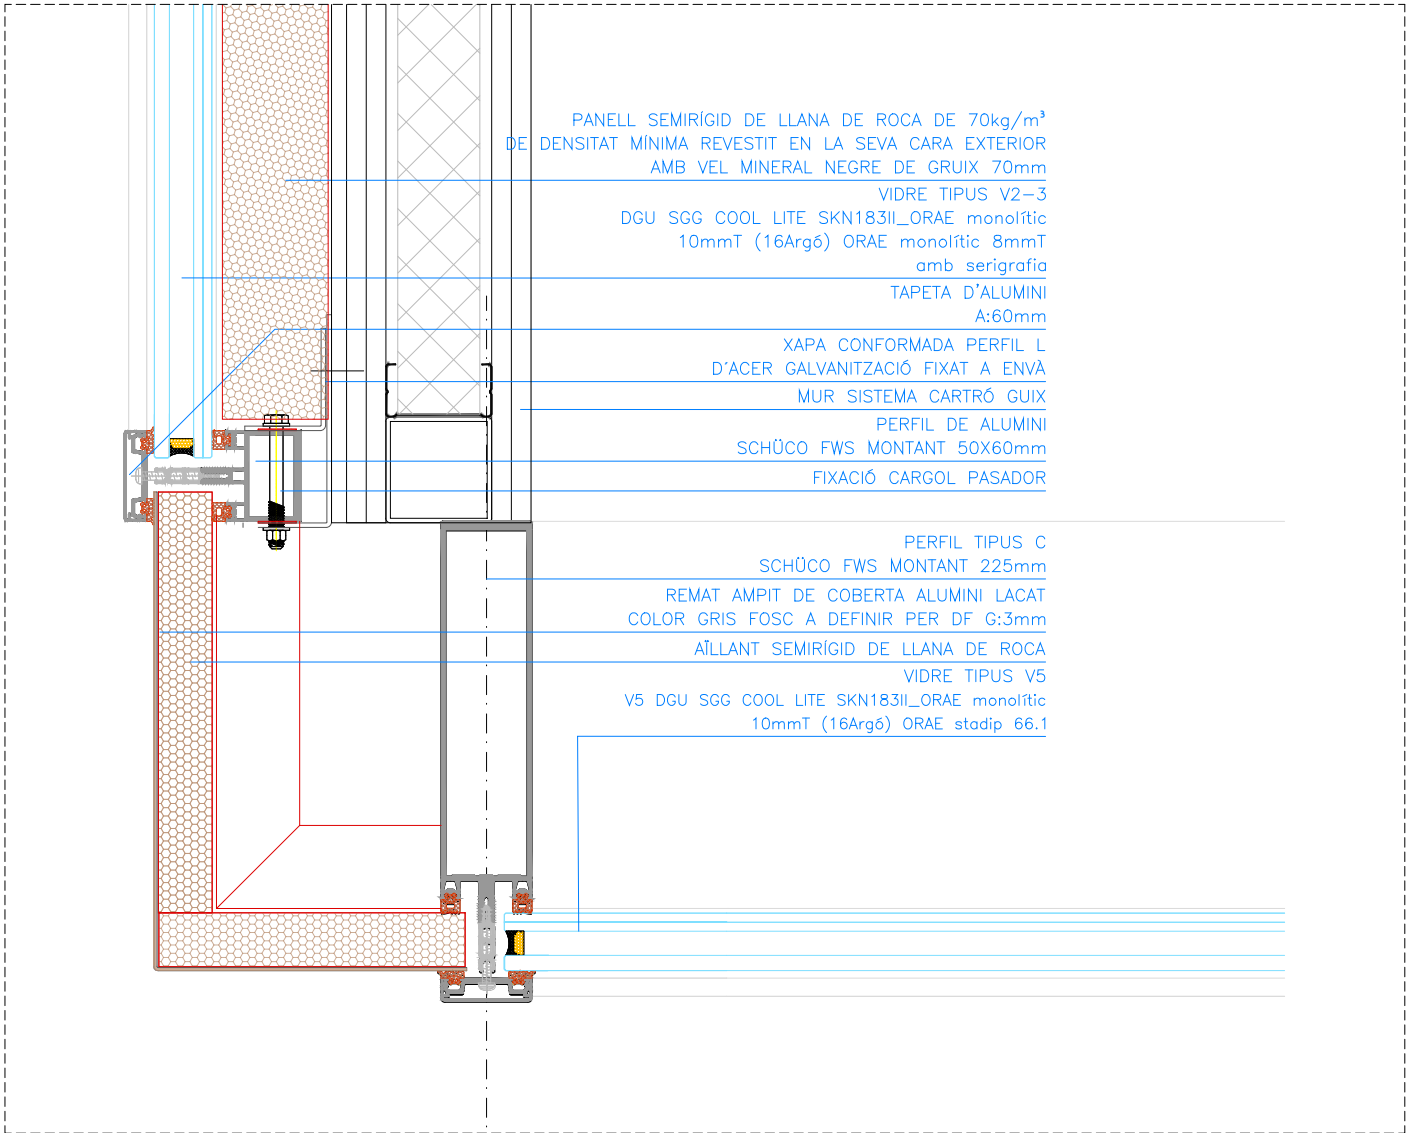 PANELL SEMIRÍGID DE LLANA DE ROCA DE 70kg/m³
DE DENSITAT MÍNIMA REVESTIT EN LA SEVA CARA EXTERIOR
AMB VEL MINERAL NEGRE DE GRUIX 70mm
VIDRE TIPUS V2-3
DGU SGG COOL LITE SKN183II_ORAE monolític
10mmT (16Argó) ORAE monolític 8mmT
amb serigrafia
TAPETA D'ALUMINI
A:60mm
XAPA CONFORMADA PERFIL L
D'ACER GALVANITZACIÓ FIXAT A ENVÀ
MUR SISTEMA CARTRÓ GUIX
PERFIL DE ALUMINI
SCHÜCO FWS MONTANT 50X60mm
FIXACIÓ CARGOL PASADOR
PERFIL TIPUS C
SCHÜCO FWS MONTANT 225mm
REMAT AMPIT DE COBERTA ALUMINI LACAT
COLOR GRIS FOSC A DEFINIR PER DF G:3mm
AÏLLANT SEMIRÍGID DE LLANA DE ROCA
VIDRE TIPUS V5
V5 DGU SGG COOL LITE SKN183II_ORAE monolític
10mmT (16Argó) ORAE stadip 66.1